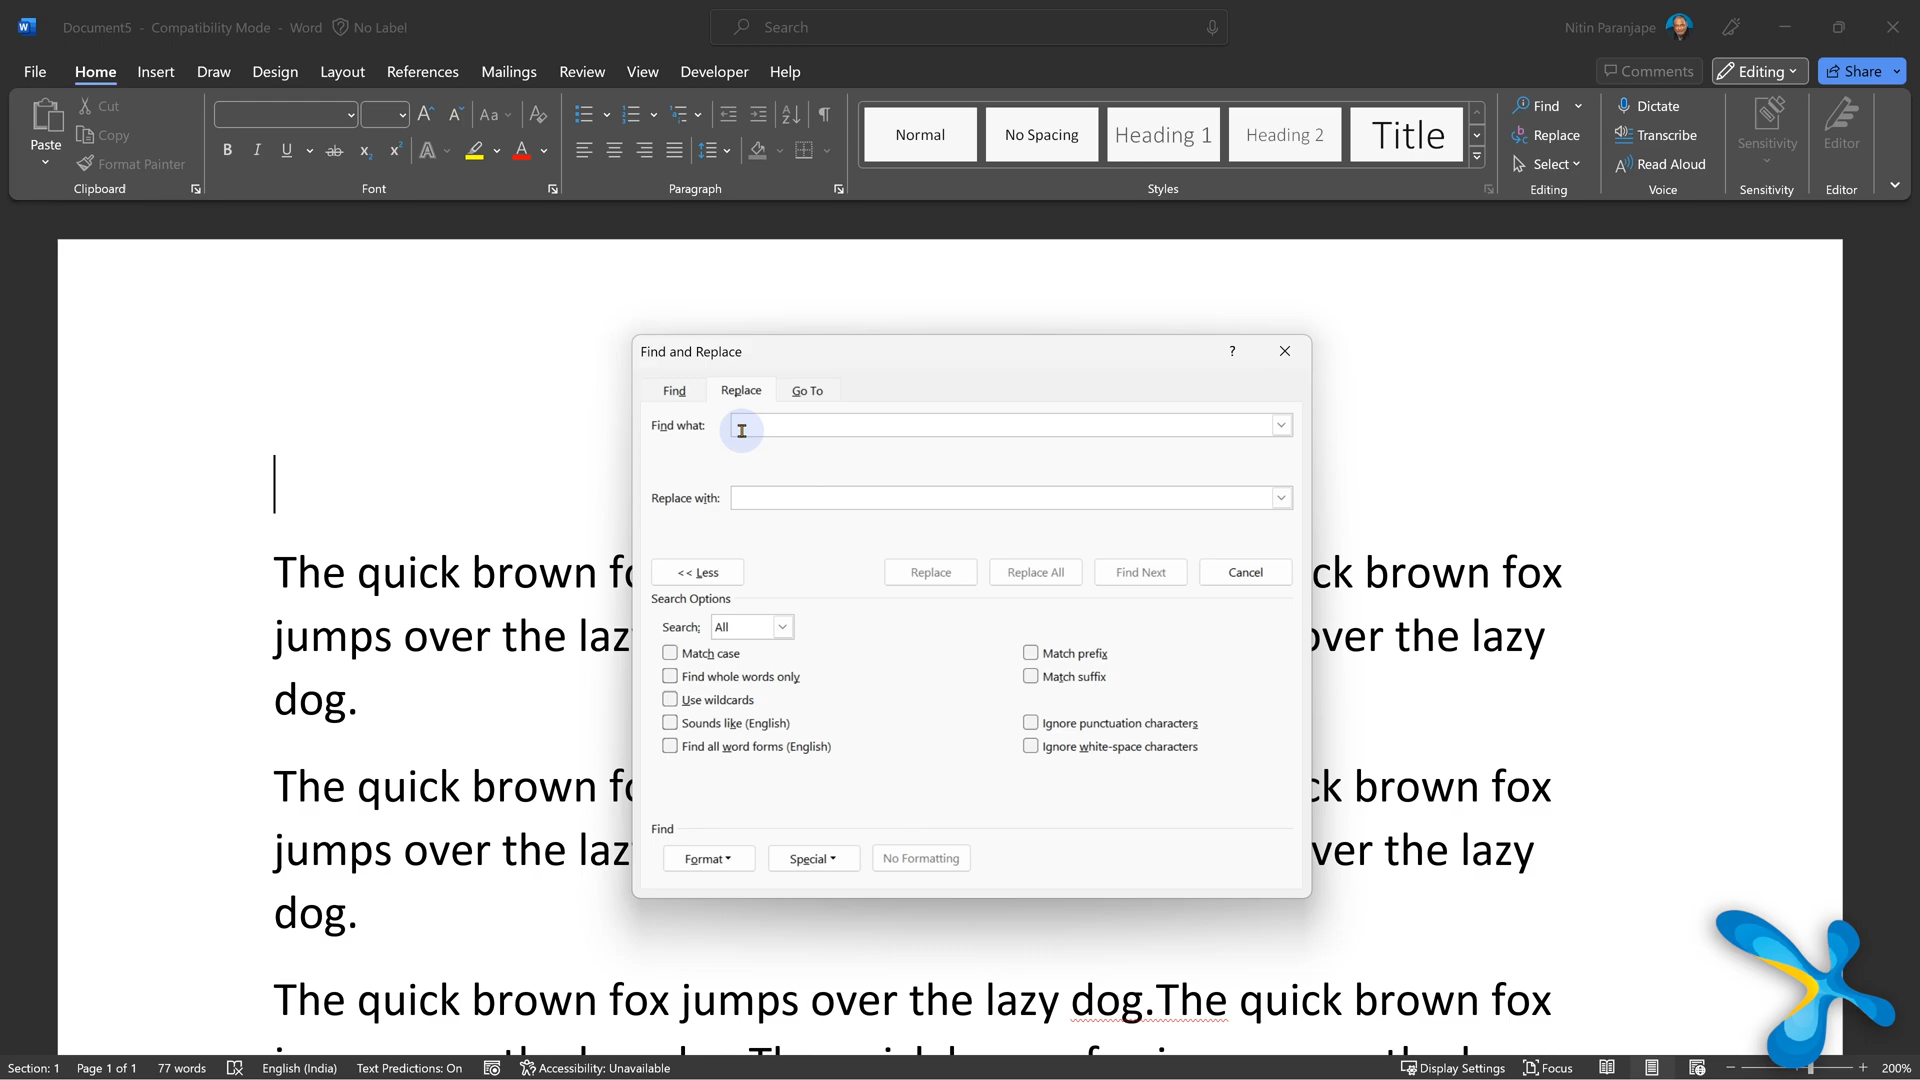 Document5 - Compatibility Mode - Word No Label
Search
Nitin Paranjape
File Home Insert Draw Design Layout References Mailings Review View Developer Help
Comments Editing Share
Paste
Cut
Copy
Format Painter
Clipboard
Aa
B I U ab x₂ x² A A
Font
Paragraph
Normal
No Spacing
Heading 1
Heading 2
Title
Styles
Find
Replace
Select
Editing
Dictate
Transcribe
Read Aloud
Voice
Sensitivity
Sensitivity
Editor
Editor
Find and Replace
Find Replace Go To
Find what:
Replace with:
<< Less
Replace
Replace All
Find Next
Cancel
Search Options
Search: All
Match case
Find whole words only
Use wildcards
Sounds like (English)
Find all word forms (English)
Match prefix
Match suffix
Ignore punctuation characters
Ignore white-space characters
Find
Format
Special
No Formatting
The quick brown ck brown fox
jumps over the over the lazy
dog.
The quick brown ck brown fox
jumps over the ver the lazy
dog.
The quick brown fox jumps over the lazy dog.The quick brown fox
Section: 1 Page 1 of 1 77 words English (India) Text Predictions: On Accessibility: Unavailable Display Settings Focus 200%